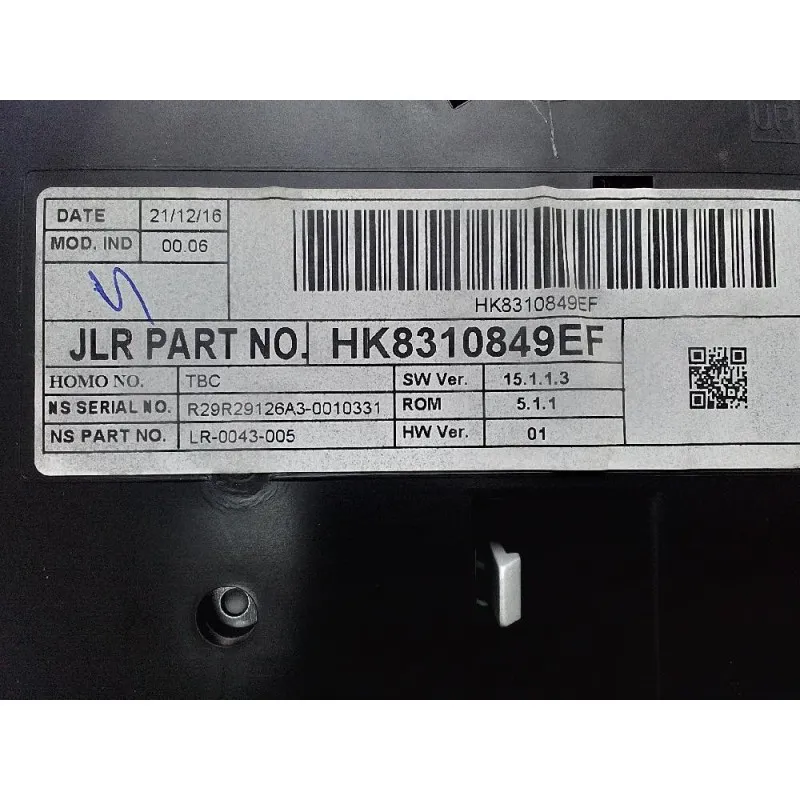 UP
DATE 21/12/16
MOD. IND 00.06
HK8310849EF
JLR PART NO. HK8310849EF
HOMO NO. TBC SW Ver. 15.1.1.3
NS SERIAL NO. R29R29126A3-0010331 ROM 5.1.1
NS PART NO. LR-0043-005 HW Ver. 01